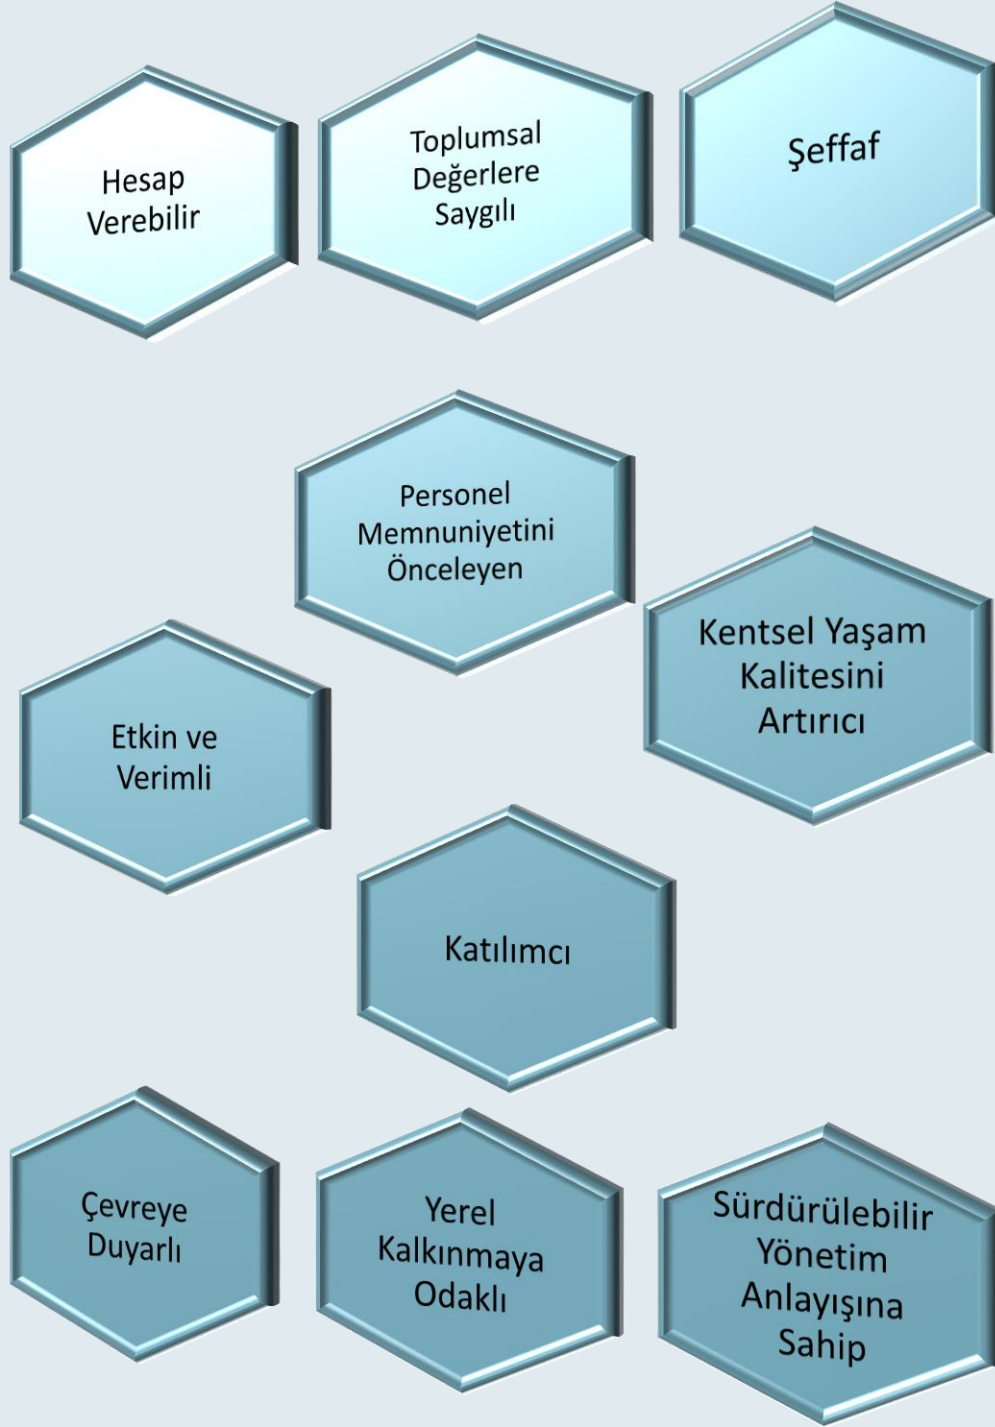 Hesap
Verebilir
Toplumsal
Değerlere
Saygılı
Şeffaf
Personel
Memnuniyetini
Önceleyen
Kentsel Yaşam
Kalitesini
Artırıcı
Etkin ve
Verimli
Katılımcı
Çevreye
Duyarlı
Yerel
Kalkınmaya
Odaklı
Sürdürülebilir
Yönetim
Anlayışına
Sahip